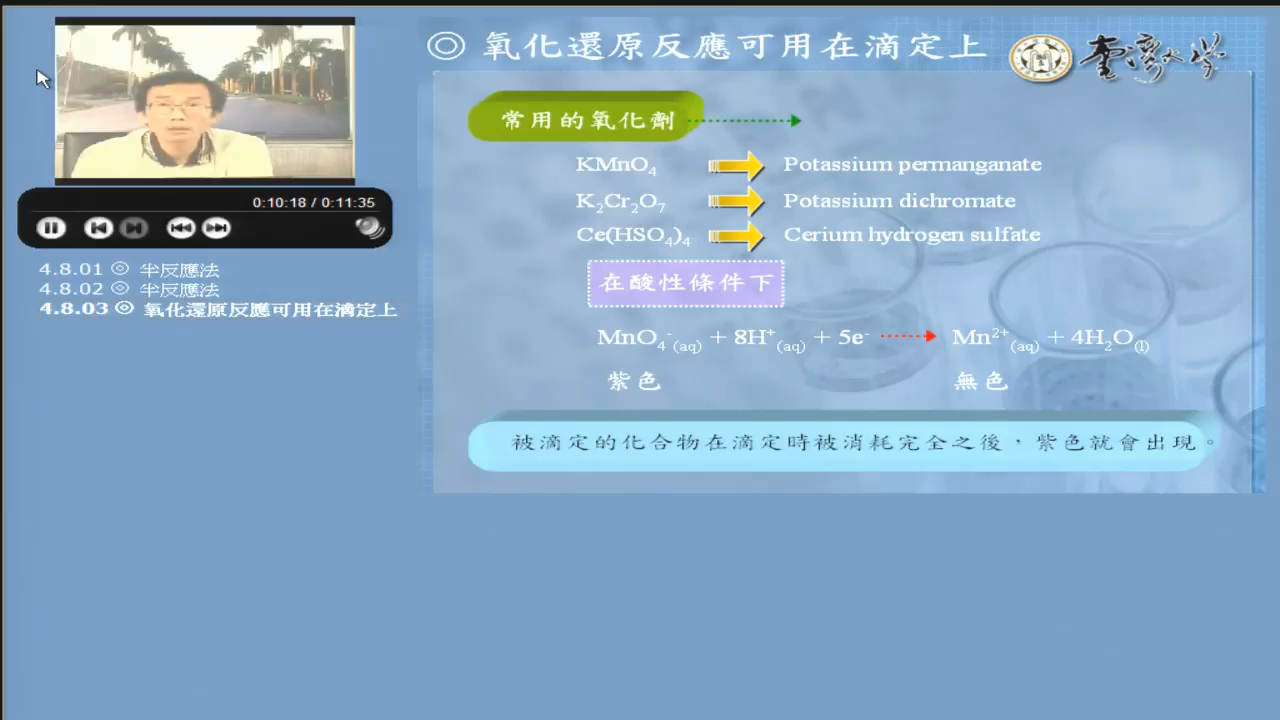 ◎ 氧化還原反應可用在滴定上
臺灣大學
常用的氧化劑
KMnO₄ Potassium permanganate
K₂Cr₂O₇ Potassium dichromate
Ce(HSO₄)₄ Cerium hydrogen sulfate
在酸性條件下
MnO₄⁻(aq) + 8H⁺(aq) + 5e⁻ → Mn²⁺(aq) + 4H₂O(l)
紫色 無色
被滴定的化合物在滴定時被消耗完全之後,紫色就會出現。
0:10:18 / 0:11:35
4.8.01 ◎ 半反應法
4.8.02 ◎ 半反應法
4.8.03 ◎ 氧化還原反應可用在滴定上